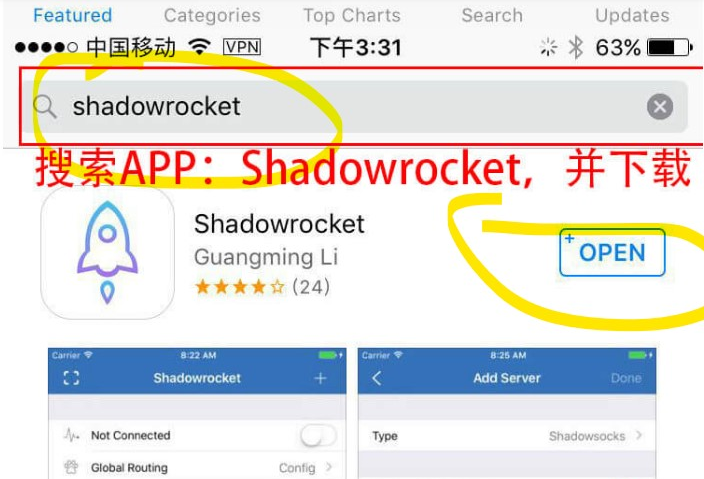 Featured Categories Top Charts Search Updates
中国移动 VPN 下午3:31 63%
shadowrocket
搜索APP：Shadowrocket，并下载
Shadowrocket
Guangming Li
(24)
+ OPEN
Carrier 8:22 AM
Shadowrocket +
Not Connected
Global Routing Config >
Carrier 8:25 AM
< Add Server Done
Type Shadowsocks >